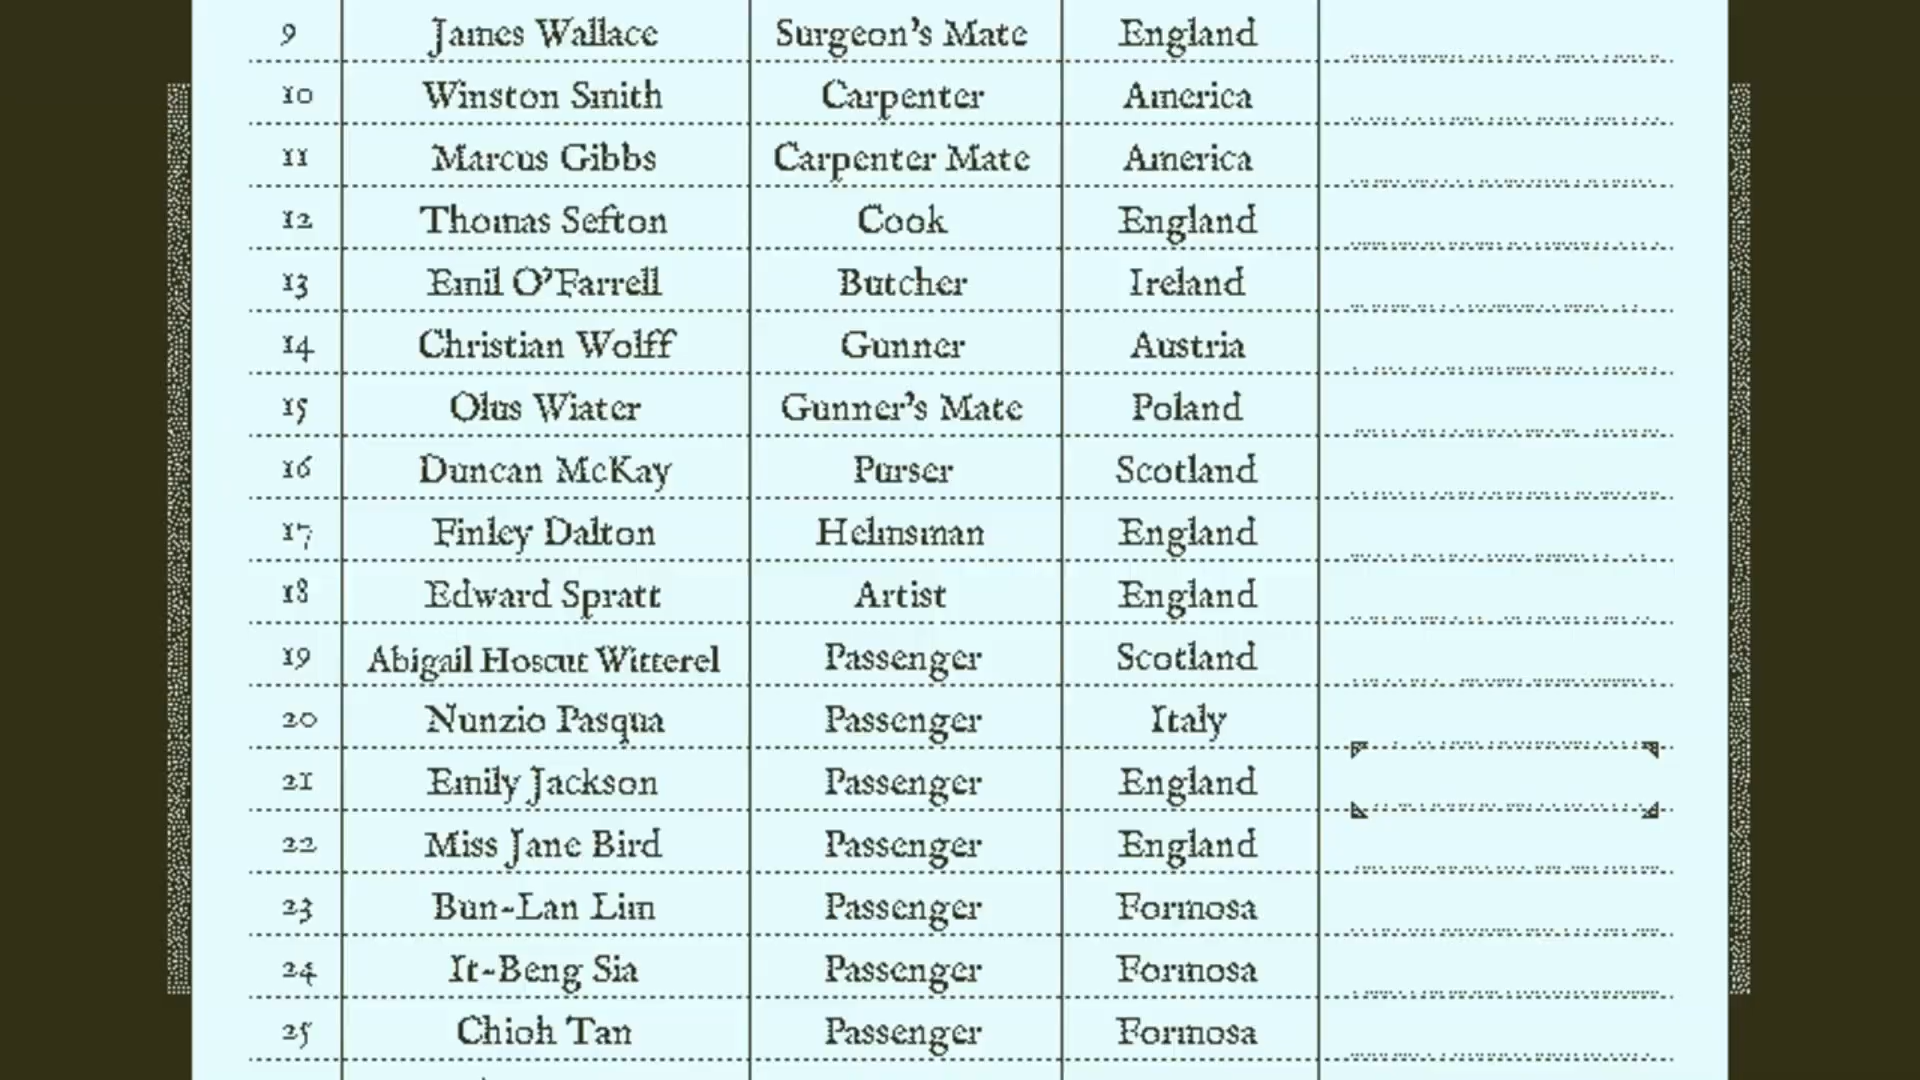 9 James Wallace Surgeon's Mate England
10 Winston Smith Carpenter America
11 Marcus Gibbs Carpenter Mate America
12 Thomas Sefton Cook England
13 Emil O'Farrell Butcher Ireland
14 Christian Wolff Gunner Austria
15 Olus Wiater Gunner's Mate Poland
16 Duncan McKay Purser Scotland
17 Finley Dalton Helmsman England
18 Edward Spratt Artist England
19 Abigail Hoscut Witterel Passenger Scotland
20 Nunzio Pasqua Passenger Italy
21 Emily Jackson Passenger England
22 Miss Jane Bird Passenger England
23 Bun-Lan Lim Passenger Formosa
24 It-Beng Sia Passenger Formosa
25 Chioh Tan Passenger Formosa